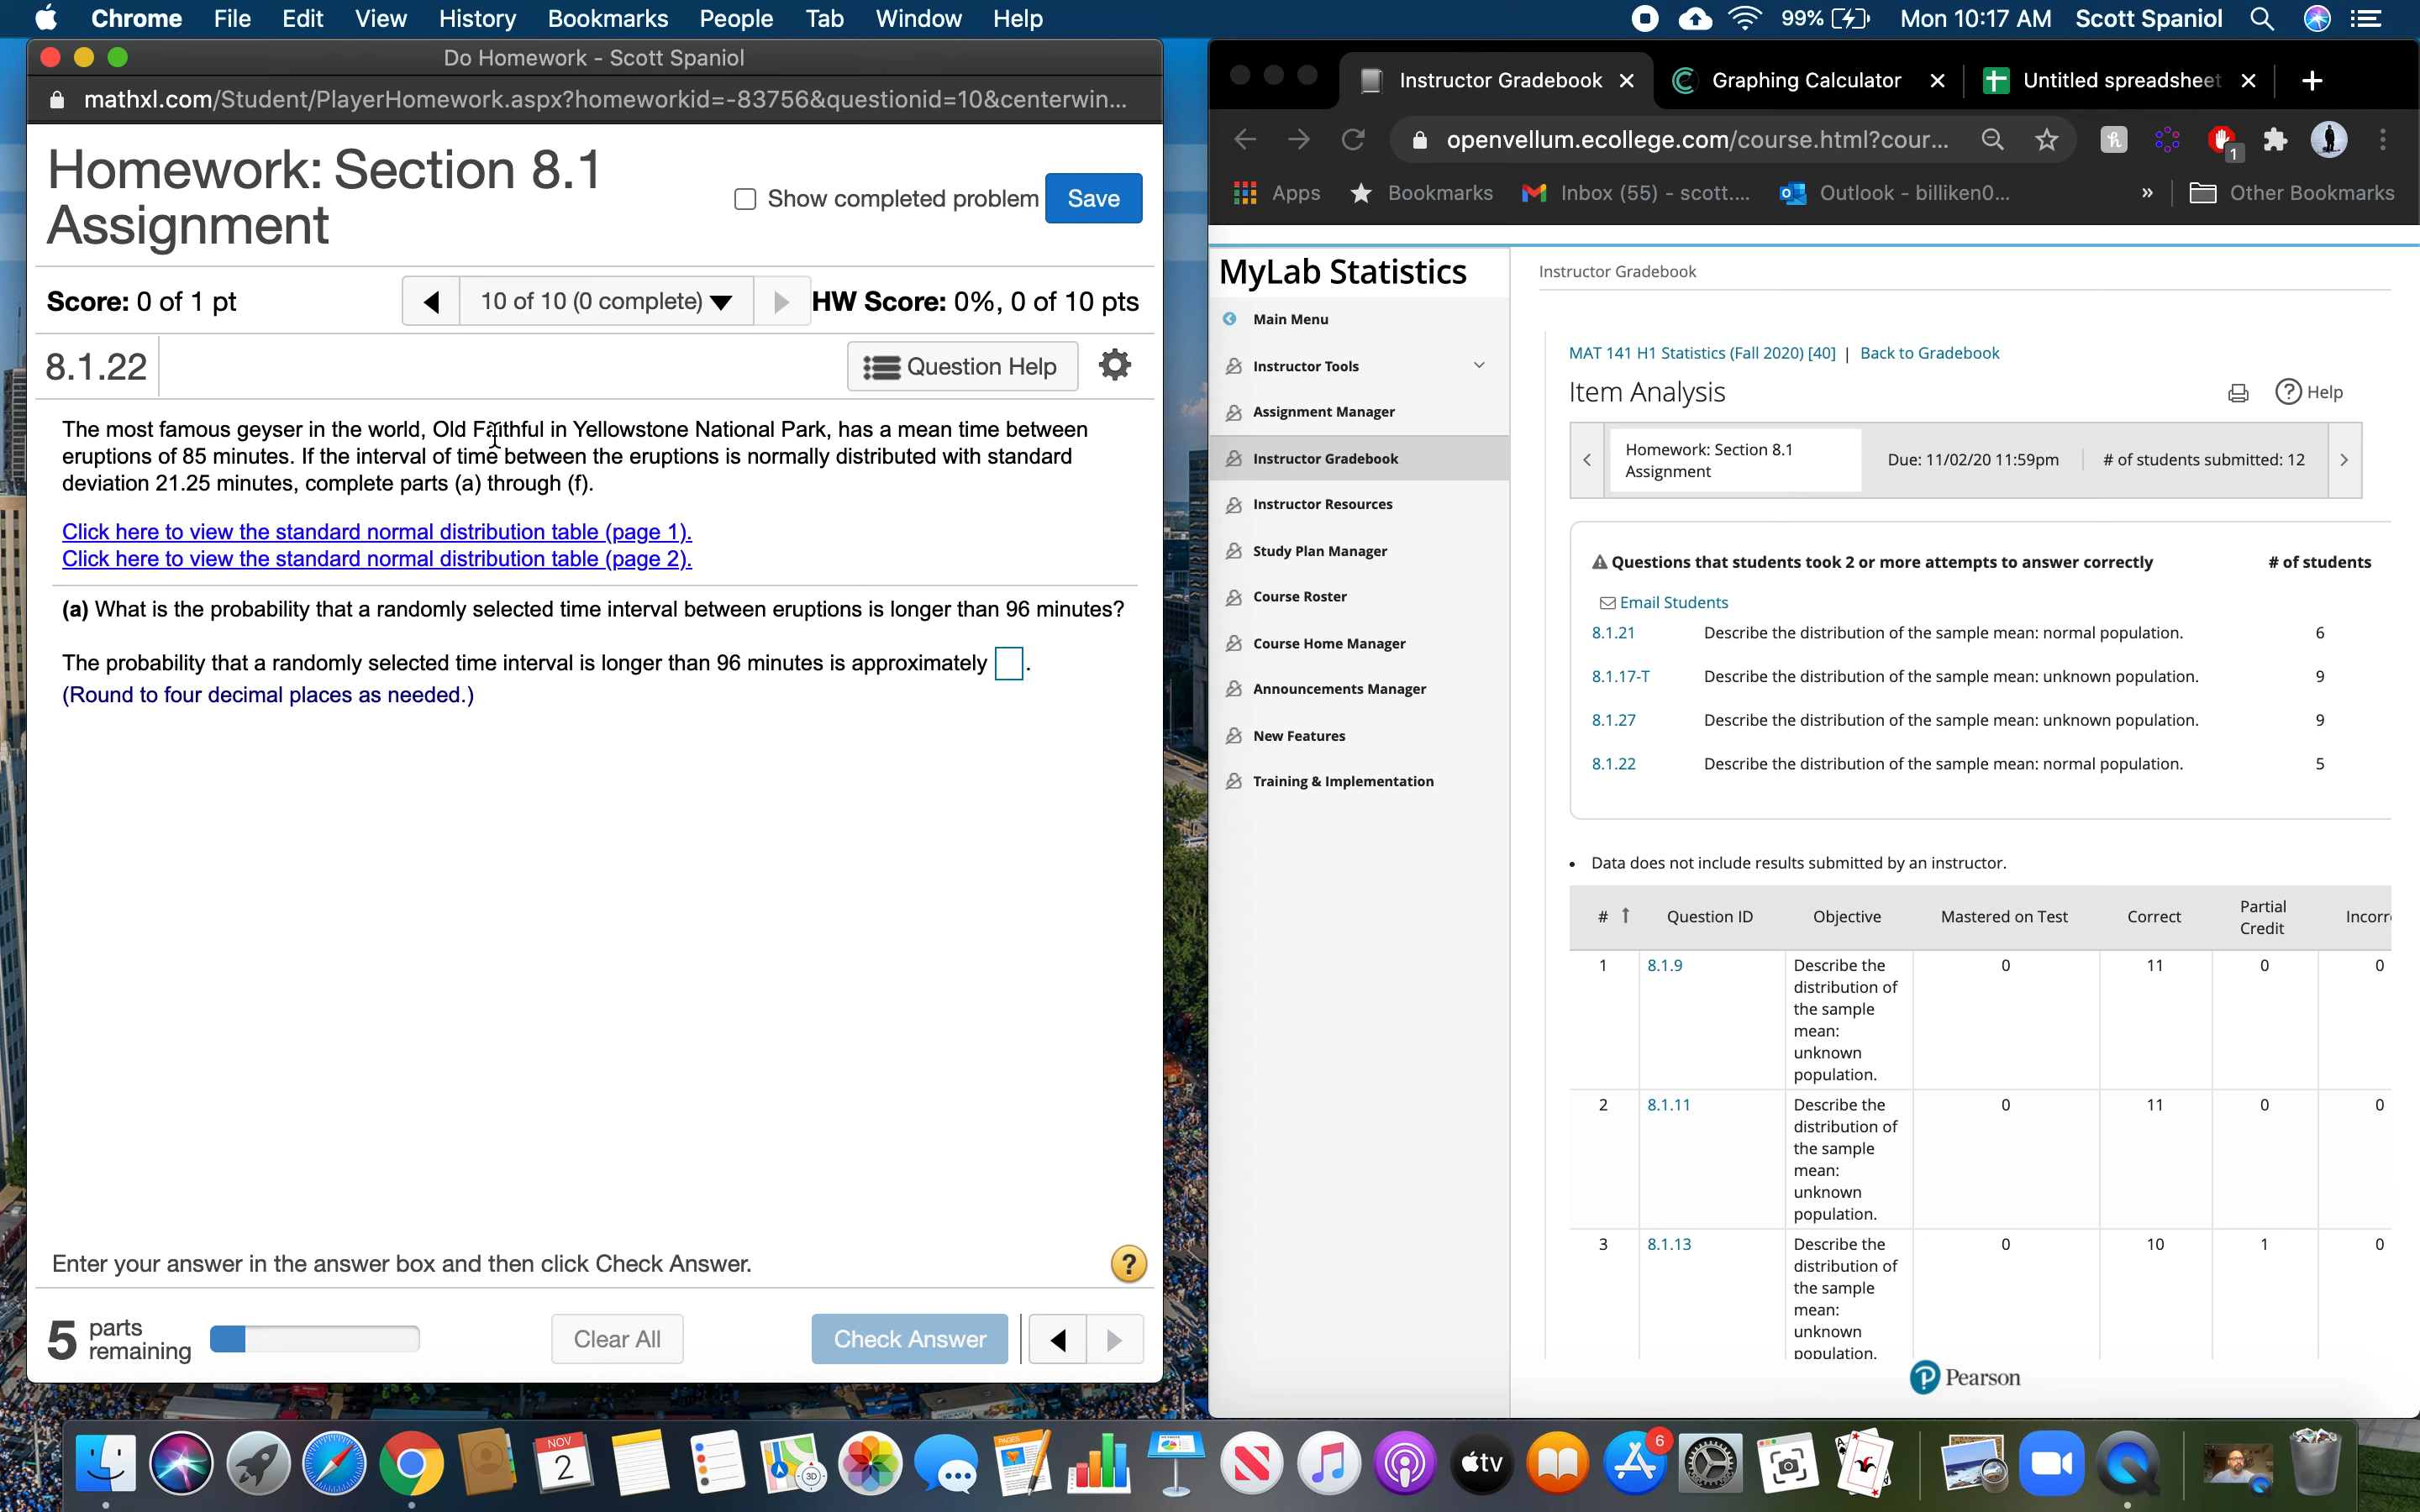 Chrome File Edit View History Bookmarks People Tab Window Help
99% Mon 10:17 AM Scott Spaniol
Do Homework - Scott Spaniol
mathxl.com/Student/PlayerHomework.aspx?homeworkid=-83756&questionid=10&centerwin...
Homework: Section 8.1
Assignment
Show completed problem
Save
Score: 0 of 1 pt
10 of 10 (0 complete)
HW Score: 0%, 0 of 10 pts
8.1.22
Question Help
The most famous geyser in the world, Old Faithful in Yellowstone National Park, has a mean time between
eruptions of 85 minutes. If the interval of time between the eruptions is normally distributed with standard
deviation 21.25 minutes, complete parts (a) through (f).
Click here to view the standard normal distribution table (page 1).
Click here to view the standard normal distribution table (page 2).
(a) What is the probability that a randomly selected time interval between eruptions is longer than 96 minutes?
The probability that a randomly selected time interval is longer than 96 minutes is approximately .
(Round to four decimal places as needed.)
Enter your answer in the answer box and then click Check Answer.
?
5 parts
remaining
Clear All
Check Answer
Instructor Gradebook
Graphing Calculator
Untitled spreadsheet
openvellum.ecollege.com/course.html?cour...
1
Apps
Bookmarks
Inbox (55) - scott....
Outlook - billiken0...
»
Other Bookmarks
MyLab Statistics
Main Menu
Instructor Tools
Assignment Manager
Instructor Gradebook
Instructor Resources
Study Plan Manager
Course Roster
Course Home Manager
Announcements Manager
New Features
Training & Implementation
Instructor Gradebook
MAT 141 H1 Statistics (Fall 2020) [40] | Back to Gradebook
Item Analysis
? Help
Homework: Section 8.1
Assignment
Due: 11/02/20 11:59pm
# of students submitted: 12
Questions that students took 2 or more attempts to answer correctly
# of students
Email Students
8.1.21 Describe the distribution of the sample mean: normal population. 6
8.1.17-T Describe the distribution of the sample mean: unknown population. 9
8.1.27 Describe the distribution of the sample mean: unknown population. 9
8.1.22 Describe the distribution of the sample mean: normal population. 5
• Data does not include results submitted by an instructor.
# ↑ Question ID Objective Mastered on Test Correct Partial
Credit Incorr
1 8.1.9 Describe the
distribution of
the sample
mean:
unknown
population.
0 11 0 0
2 8.1.11 Describe the
distribution of
the sample
mean:
unknown
population.
0 11 0 0
3 8.1.13 Describe the
distribution of
the sample
mean:
unknown
population.
0 10 1 0
P Pearson
NOV
2
3D
PAGES
tv
6